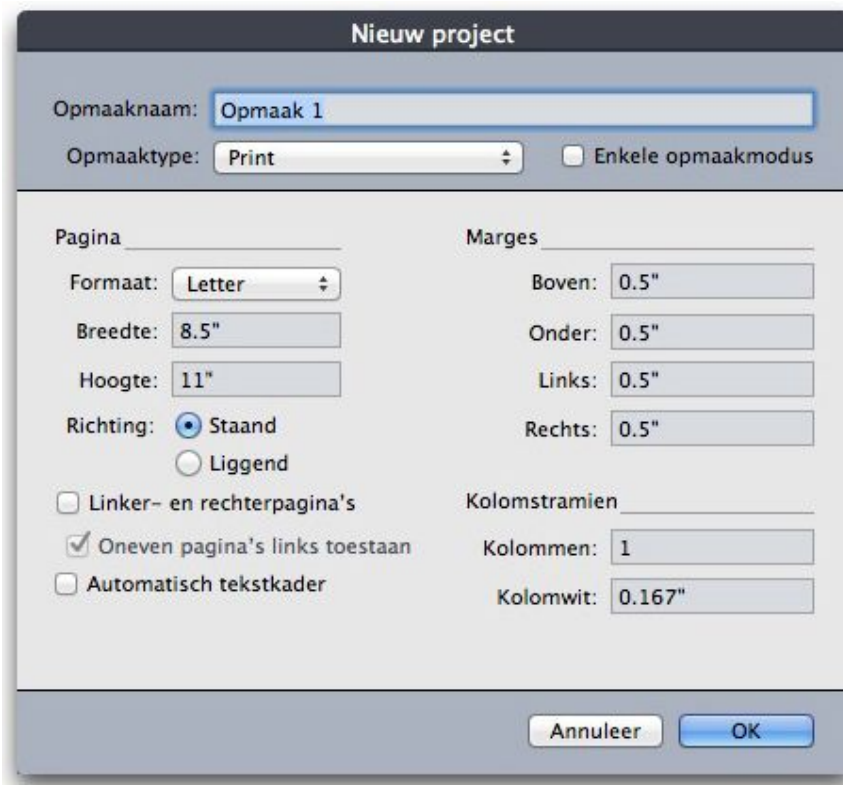 Nieuw project
Opmaaknaam: Opmaak 1
Opmaaktype: Print Enkele opmaakmodus
Pagina
Formaat: Letter
Breedte: 8.5"
Hoogte: 11"
Richting: Staand
Liggend
Linker- en rechterpagina's
Oneven pagina's links toestaan
Automatisch tekstkader
Marges
Boven: 0.5"
Onder: 0.5"
Links: 0.5"
Rechts: 0.5"
Kolomstramien
Kolommen: 1
Kolomwit: 0.167"
Annuleer OK